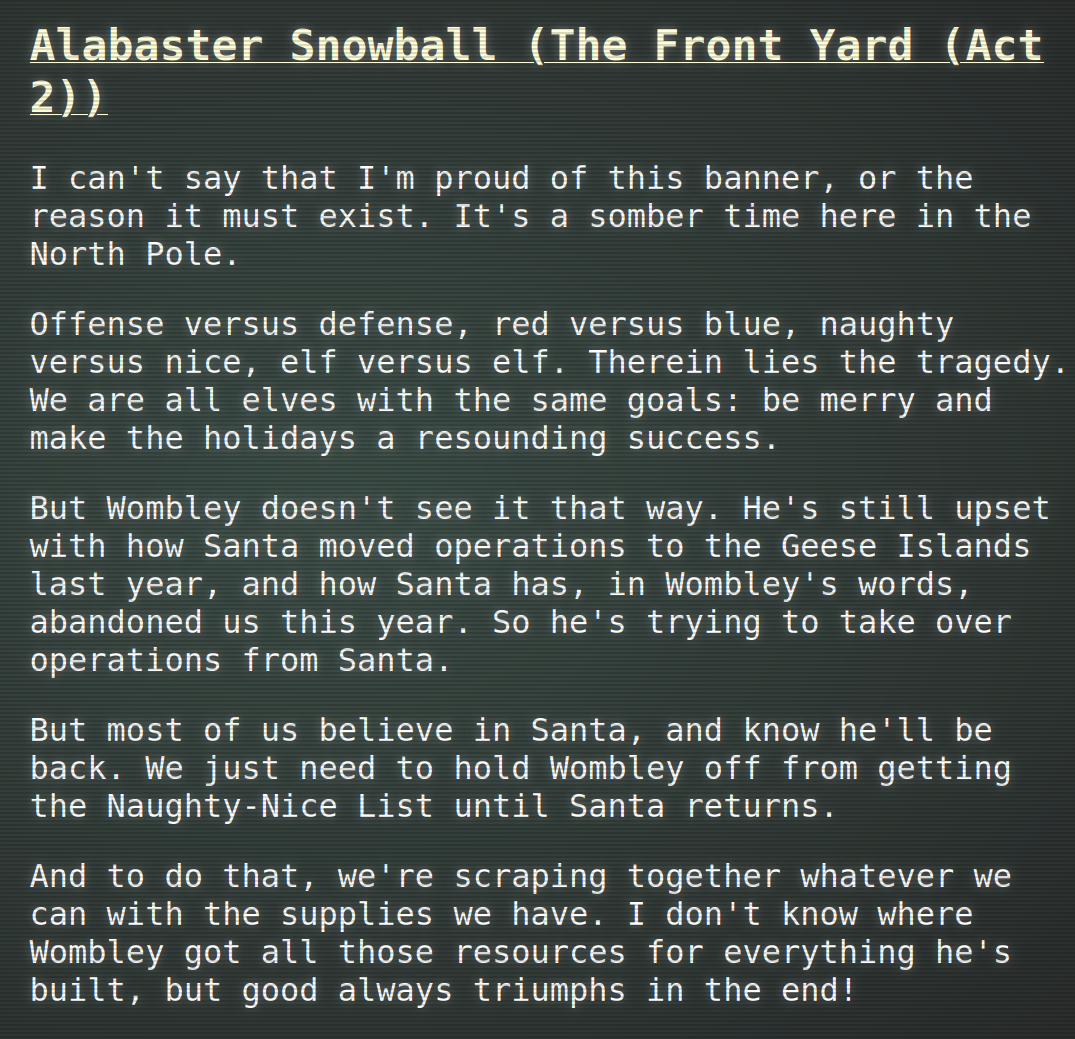 Alabaster Snowball (The Front Yard (Act
2))
I can't say that I'm proud of this banner, or the
reason it must exist. It's a somber time here in the
North Pole.
Offense versus defense, red versus blue, naughty
versus nice, elf versus elf. Therein lies the tragedy.
We are all elves with the same goals: be merry and
make the holidays a resounding success.
But Wombley doesn't see it that way. He's still upset
with how Santa moved operations to the Geese Islands
last year, and how Santa has, in Wombley's words,
abandoned us this year. So he's trying to take over
operations from Santa.
But most of us believe in Santa, and know he'll be
back. We just need to hold Wombley off from getting
the Naughty-Nice List until Santa returns.
And to do that, we're scraping together whatever we
can with the supplies we have. I don't know where
Wombley got all those resources for everything he's
built, but good always triumphs in the end!